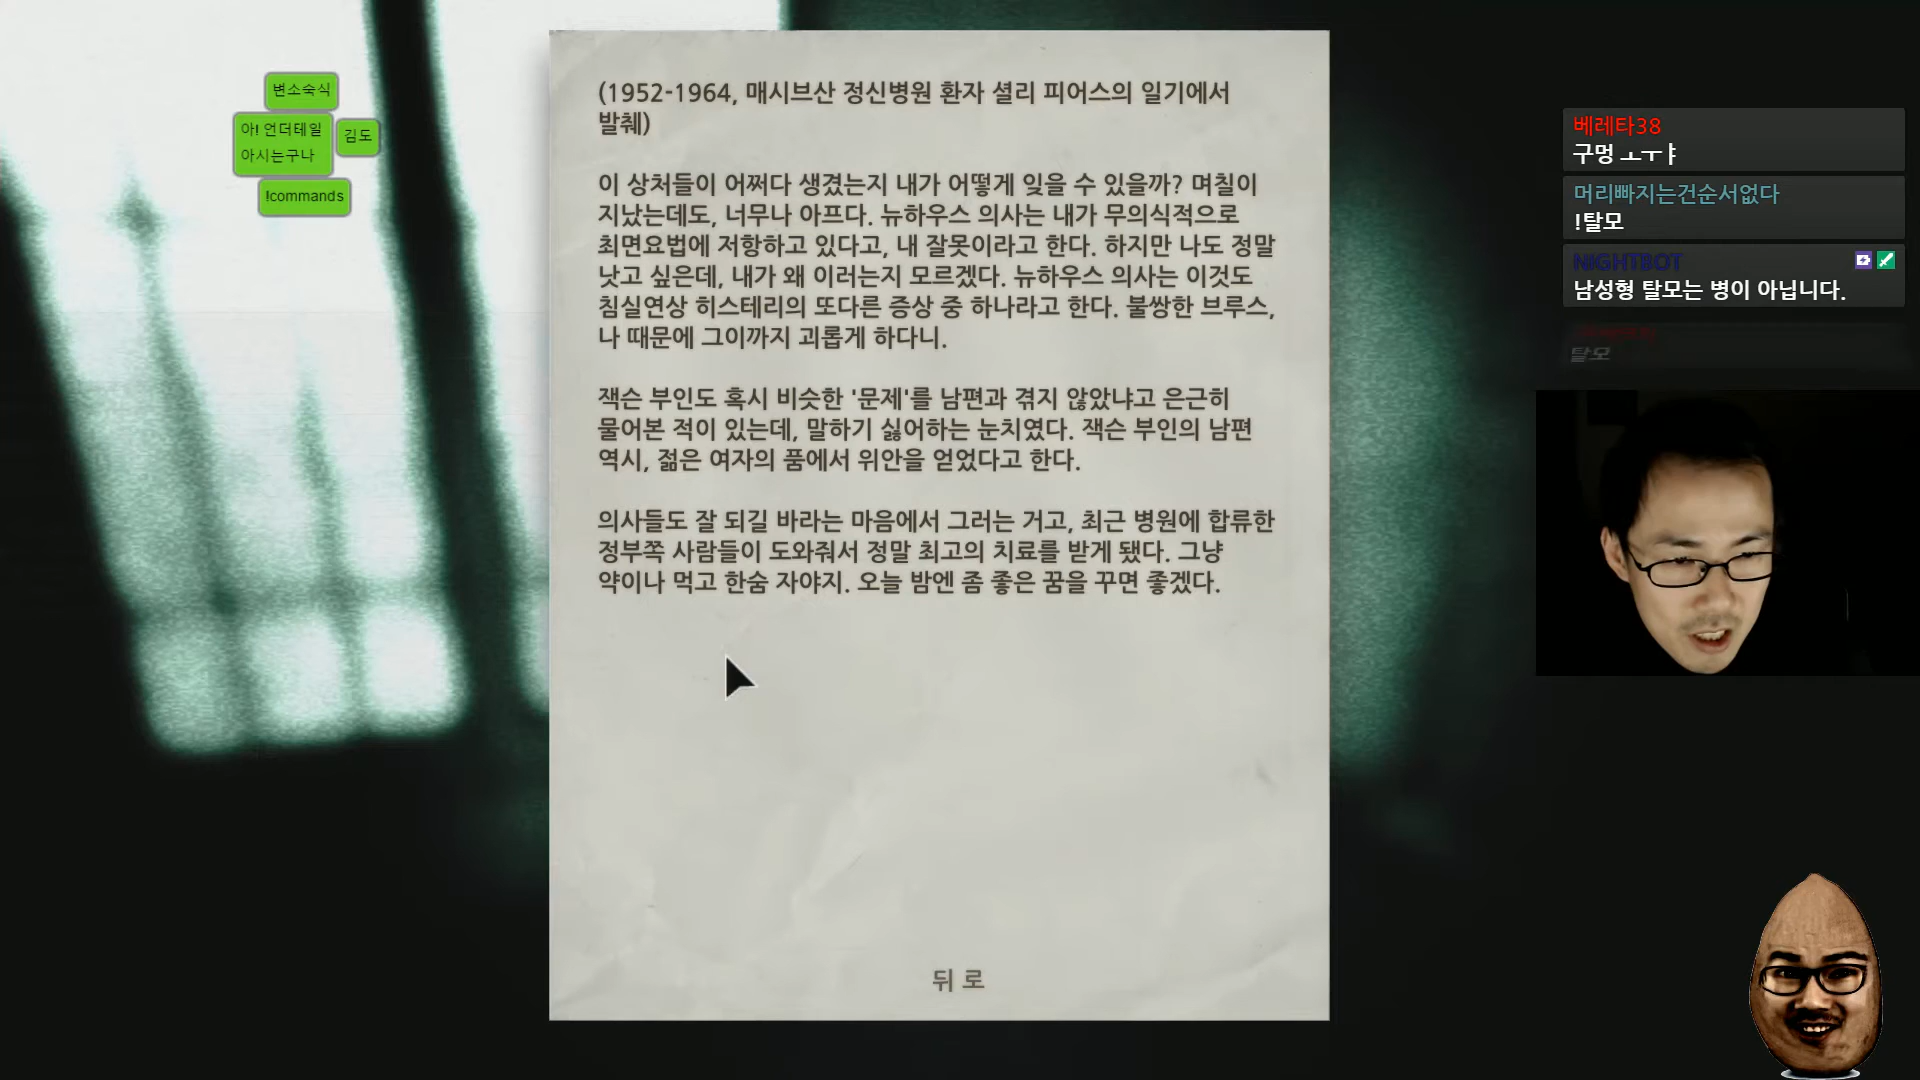 변소숙식
아! 언더테일
아시는구나
김도
!commands
(1952-1964, 매시브산 정신병원 환자 셜리 피어스의 일기에서
발췌)
이 상처들이 어쩌다 생겼는지 내가 어떻게 잊을 수 있을까? 며칠이
지났는데도, 너무나 아프다. 뉴하우스 의사는 내가 무의식적으로
최면요법에 저항하고 있다고, 내 잘못이라고 한다. 하지만 나도 정말
낫고 싶은데, 내가 왜 이러는지 모르겠다. 뉴하우스 의사는 이것도
침실연상 히스테리의 또다른 증상 중 하나라고 한다. 불쌍한 브루스,
나 때문에 그이까지 괴롭게 하다니.
잭슨 부인도 혹시 비슷한 '문제'를 남편과 겪지 않았냐고 은근히
물어본 적이 있는데, 말하기 싫어하는 눈치였다. 잭슨 부인의 남편
역시, 젊은 여자의 품에서 위안을 얻었다고 한다.
의사들도 잘 되길 바라는 마음에서 그러는 거고, 최근 병원에 합류한
정부쪽 사람들이 도와줘서 정말 최고의 치료를 받게 됐다. 그냥
약이나 먹고 한숨 자야지. 오늘 밤엔 좀 좋은 꿈을 꾸면 좋겠다.
뒤로
베레타38
구멍 ㅗㅜㅑ
머리빠지는건순서없다
!탈모
NIGHTBOT
남성형 탈모는 병이 아닙니다.
탈모